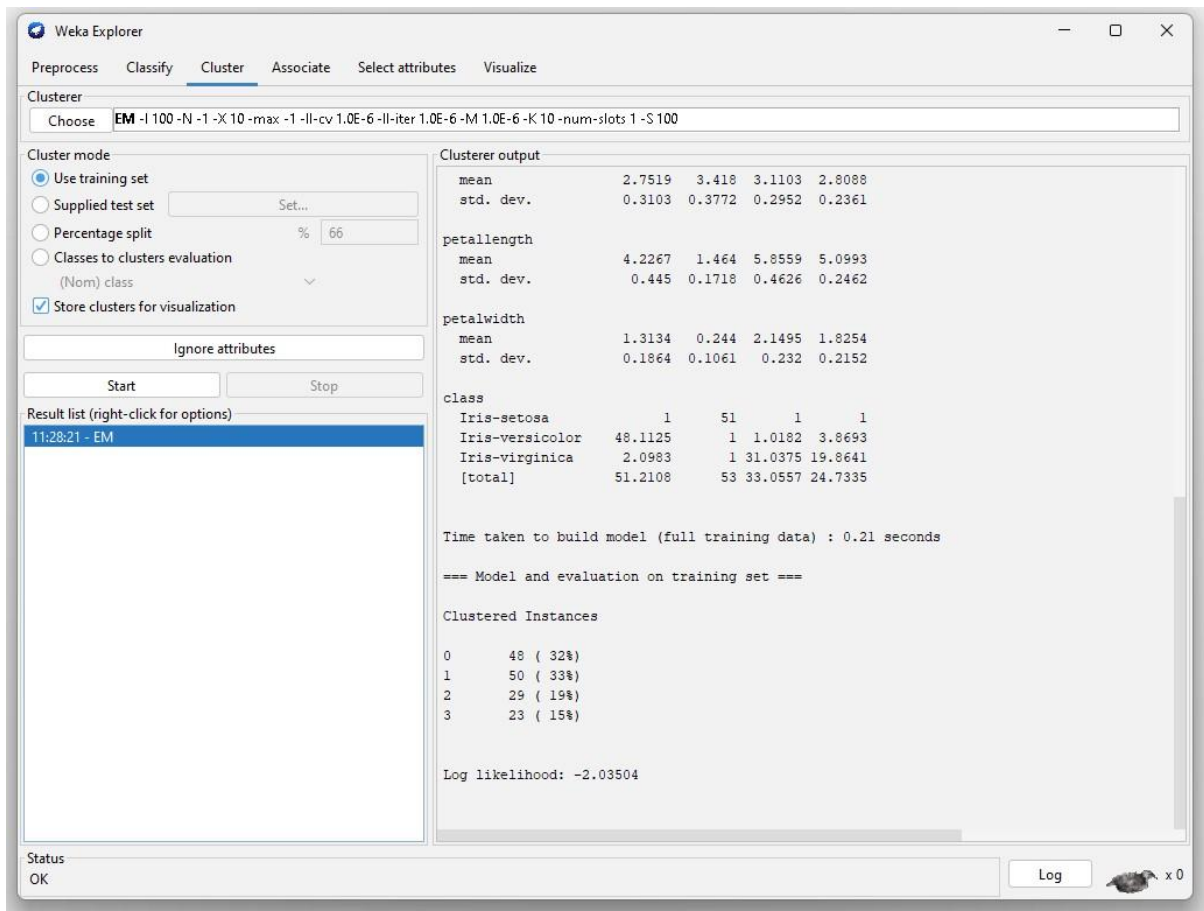 Weka Explorer
Preprocess Classify Cluster Associate Select attributes Visualize
Clusterer
Choose EM -I 100 -N -1 -X 10 -max -1 -ll-cv 1.0E-6 -ll-iter 1.0E-6 -M 1.0E-6 -K 10 -num-slots 1 -S 100
Cluster mode
Use training set
Supplied test set Set...
Percentage split % 66
Classes to clusters evaluation
(Nom) class
Store clusters for visualization
Ignore attributes
Start Stop
Result list (right-click for options)
11:28:21 - EM
Clusterer output
mean 2.7519 3.418 3.1103 2.8088
std. dev. 0.3103 0.3772 0.2952 0.2361
petallength
mean 4.2267 1.464 5.8559 5.0993
std. dev. 0.445 0.1718 0.4626 0.2462
petalwidth
mean 1.3134 0.244 2.1495 1.8254
std. dev. 0.1864 0.1061 0.232 0.2152
class
Iris-setosa 1 51 1 1
Iris-versicolor 48.1125 1 1.0182 3.8693
Iris-virginica 2.0983 1 31.0375 19.8641
[total] 51.2108 53 33.0557 24.7335
Time taken to build model (full training data) : 0.21 seconds
=== Model and evaluation on training set ===
Clustered Instances
0 48 ( 32%)
1 50 ( 33%)
2 29 ( 19%)
3 23 ( 15%)
Log likelihood: -2.03504
Status
OK
Log x 0